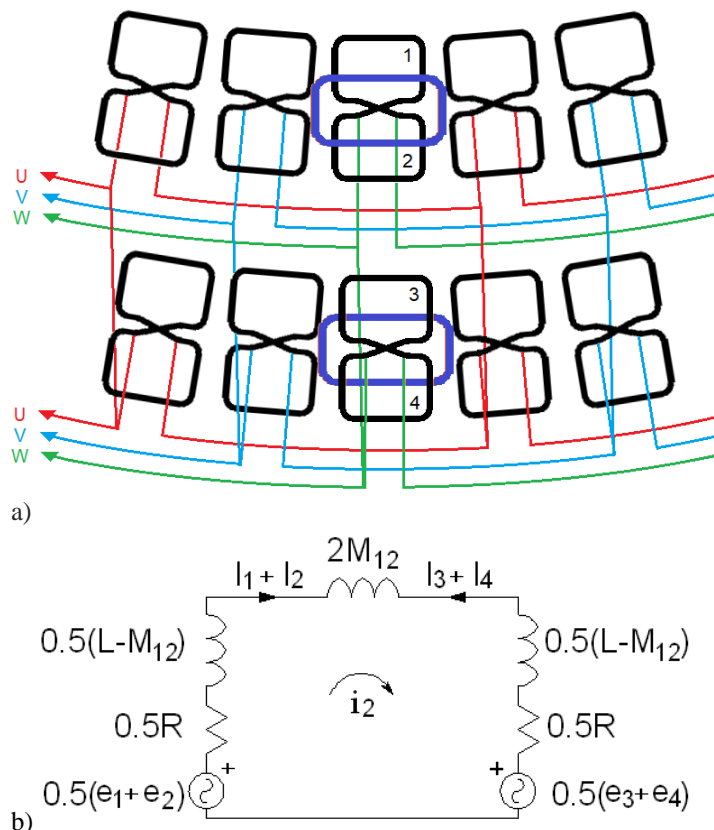 1
2
U
V
W
3
4
U
V
W
a)
2M₁₂
I₁ + I₂ I₃ + I₄
0.5(L-M₁₂) 0.5(L-M₁₂)
i₂
0.5R 0.5R
+ +
0.5(e₁+e₂) 0.5(e₃+e₄)
b)